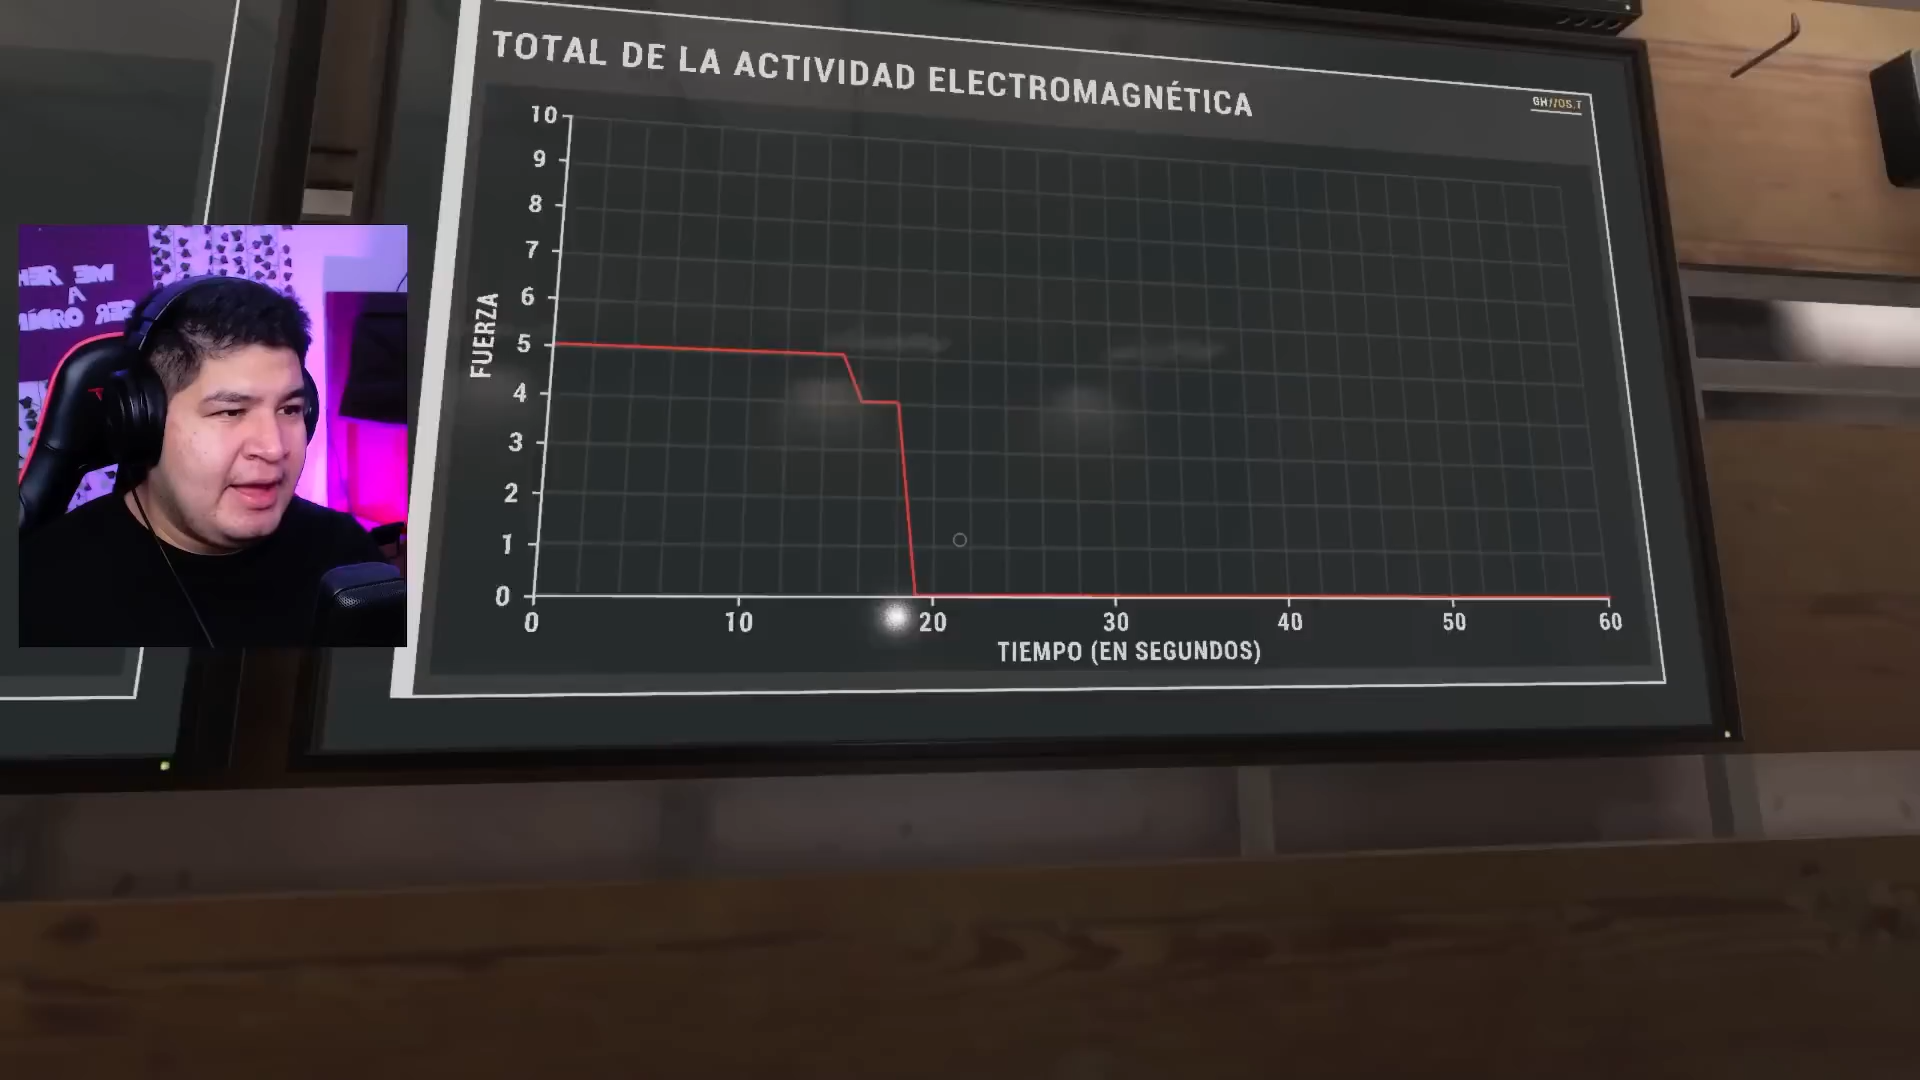 TOTAL DE LA ACTIVIDAD ELECTROMAGNÉTICA
GH//OS.T
10
9
8
7
6
5
4
3
2
1
0
FUERZA
0 10 20 30 40 50 60
TIEMPO (EN SEGUNDOS)
A